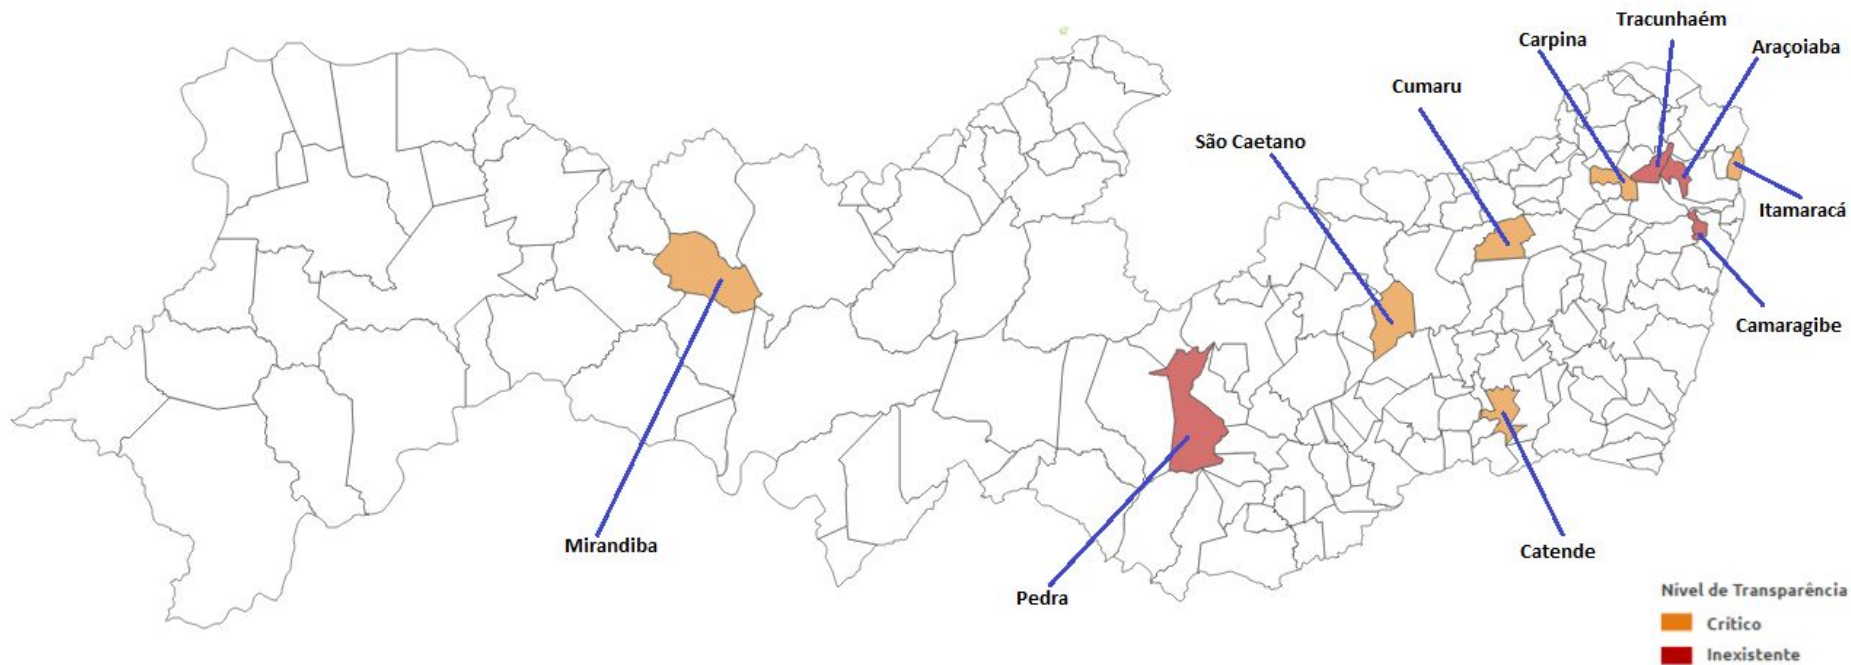 Tracunhaém
Carpina
Araçoiaba
Cumaru
São Caetano
Itamaracá
Camaragibe
Mirandiba
Catende
Pedra
Nível de Transparência
Crítico
Inexistente